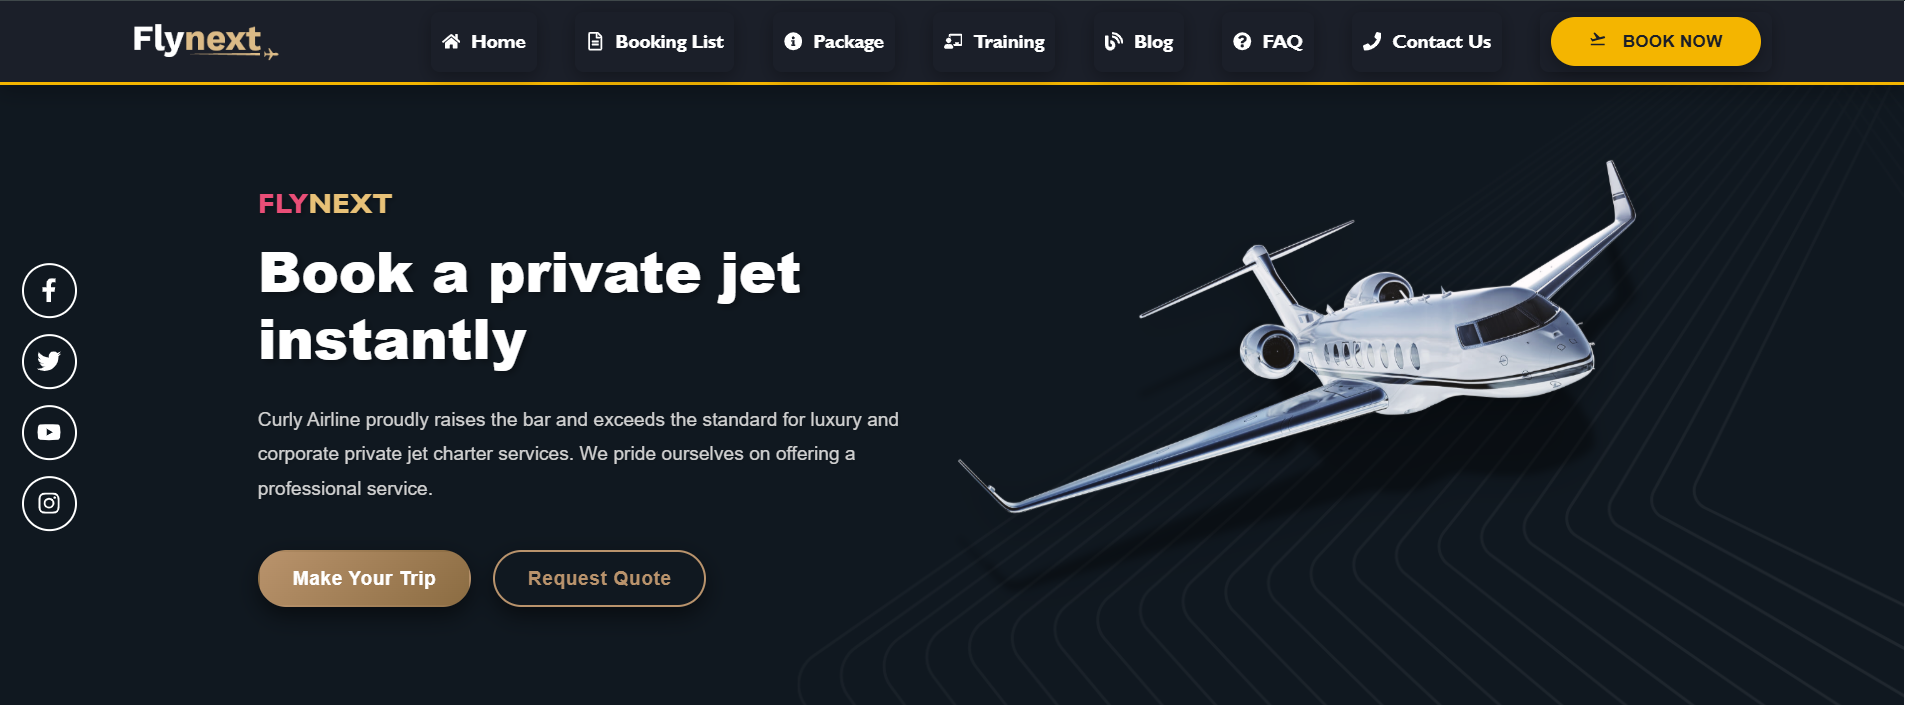 Flynext
Home
Booking List
Package
Training
Blog
FAQ
Contact Us
BOOK NOW
FLYNEXT
Book a private jet
instantly
Curly Airline proudly raises the bar and exceeds the standard for luxury and
corporate private jet charter services. We pride ourselves on offering a
professional service.
Make Your Trip
Request Quote